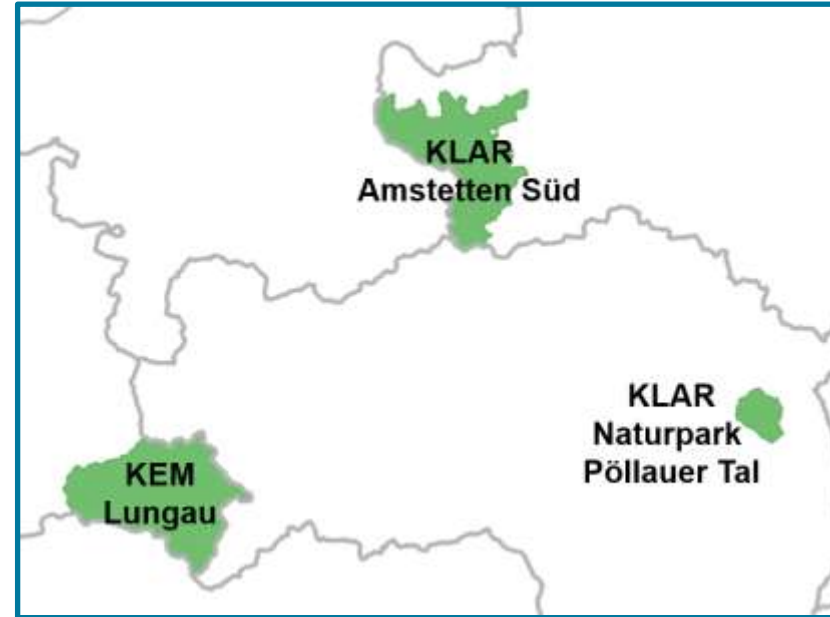 KLAR
Amstetten Süd
KLAR
Naturpark
Pöllauer Tal
KEM
Lungau